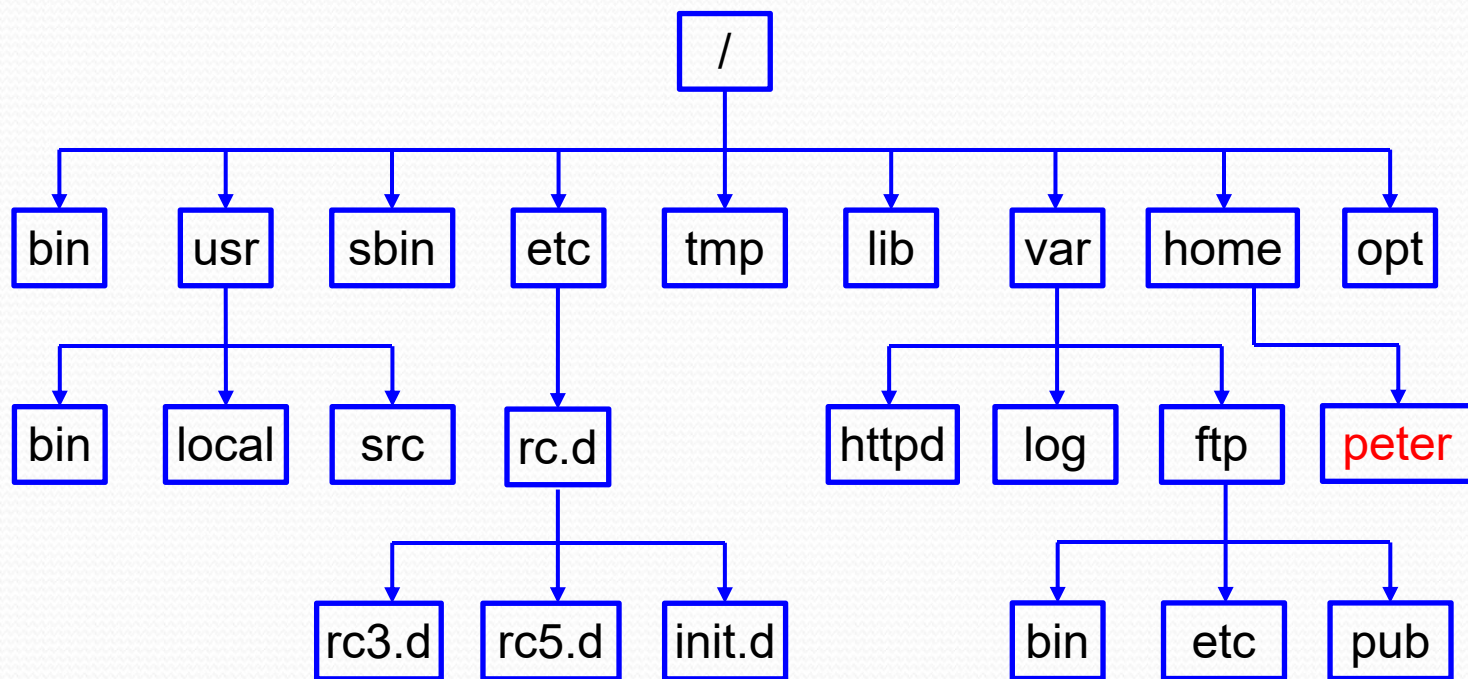 /
bin usr sbin etc tmp lib var home opt
bin local src rc.d httpd log ftp peter
rc3.d rc5.d init.d bin etc pub